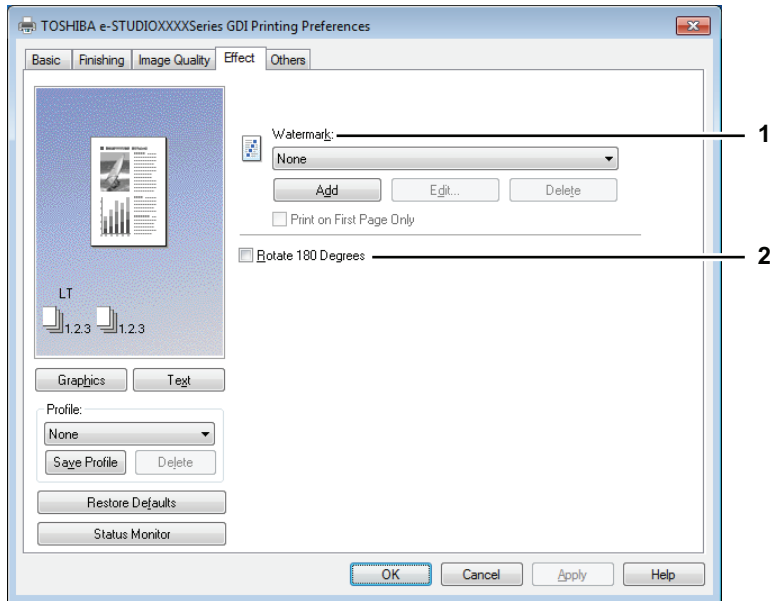 TOSHIBA e-STUDIOXXXXSeries GDI Printing Preferences
Basic Finishing Image Quality Effect Others
Watermark: 1
None
Add Edit... Delete
Print on First Page Only
Rotate 180 Degrees 2
LT
1.2.3 1.2.3
Graphics Text
Profile:
None
Save Profile Delete
Restore Defaults
Status Monitor
OK Cancel Apply Help